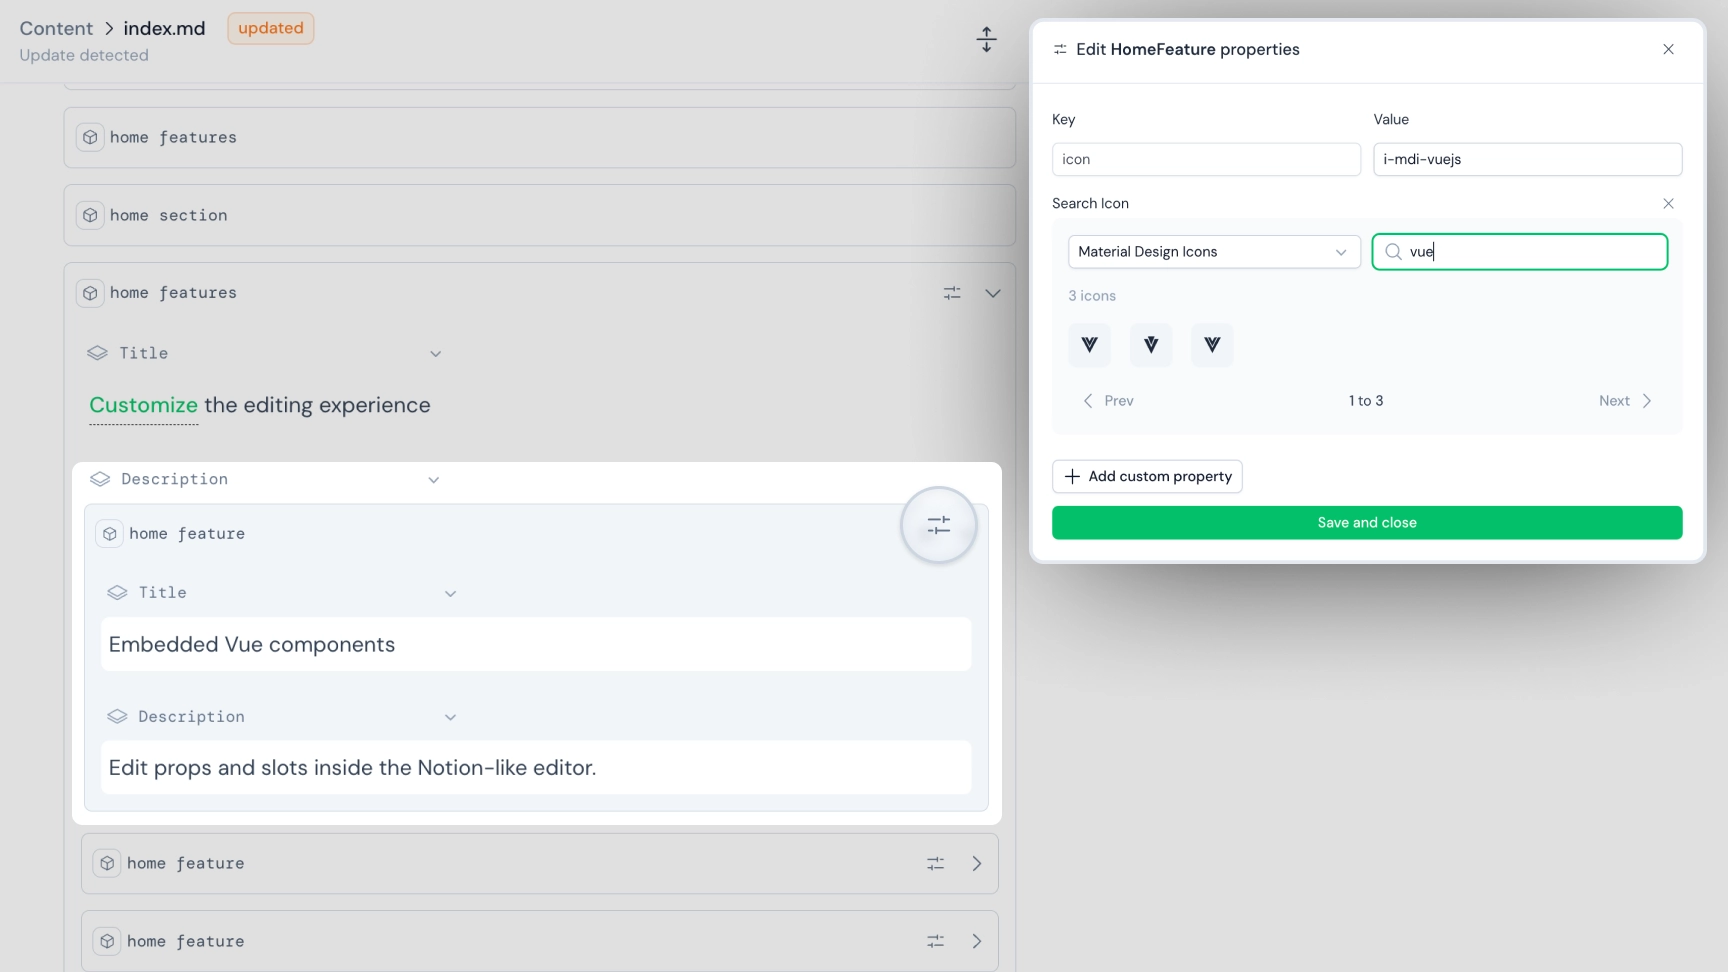 Content > index.md updated
Update detected
home features
home section
home features
Title
Customize the editing experience
Description
home feature
Title
Embedded Vue components
Description
Edit props and slots inside the Notion-like editor.
home feature
home feature
Edit HomeFeature properties
Key Value
icon i-mdi-vuejs
Search Icon
Material Design Icons vue
3 icons
Prev 1 to 3 Next
Add custom property
Save and close